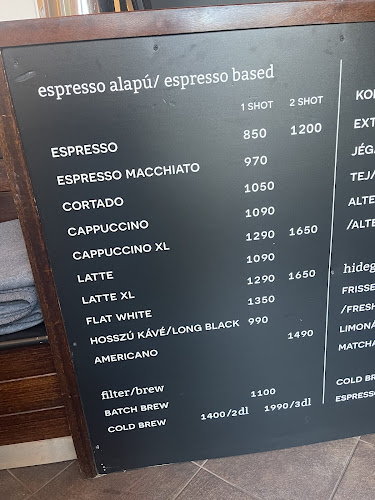 espresso alapú/ espresso based
1 SHOT 2 SHOT
ESPRESSO 850 1200
ESPRESSO MACCHIATO 970
CORTADO 1050
CAPPUCCINO 1090
CAPPUCCINO XL 1290 1650
LATTE 1090
LATTE XL 1290 1650
FLAT WHITE 1350
HOSSZÚ KÁVÉ/LONG BLACK 990
AMERICANO 1490
filter/brew
BATCH BREW 1100
COLD BREW 1400/2dl 1990/3dl
EXT
JÉG
TEJ/
ALTE
/ALTE
hideg
FRISSE
/FRESH
LIMONÁ
MATCHA
COLD BR
ESPRESS